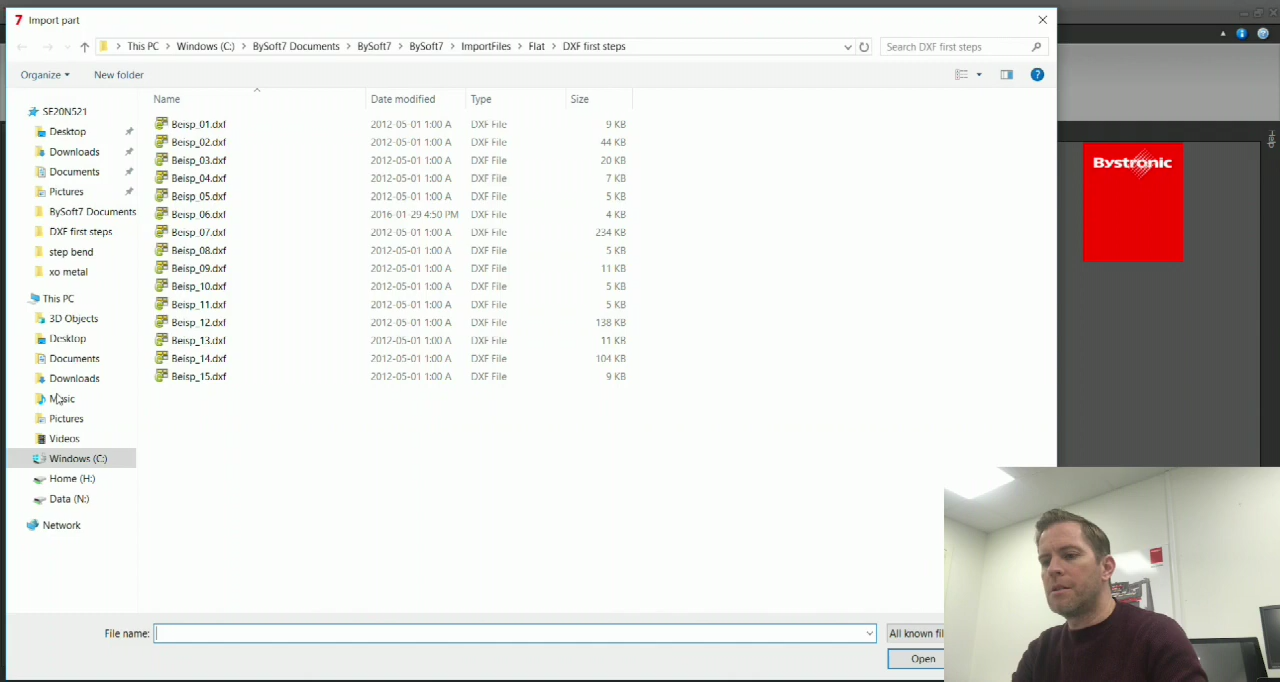 7 Import part
This PC > Windows (C:) > BySoft7 Documents > BySoft7 > BySoft7 > ImportFiles > Flat > DXF first steps
Search DXF first steps
Organize
New folder
Name
Date modified
Type
Size
SE20N521
Desktop
Downloads
Documents
Pictures
BySoft7 Documents
DXF first steps
step bend
xo metal
This PC
3D Objects
Desktop
Documents
Downloads
Music
Pictures
Videos
Windows (C:)
Home (H:)
Data (N:)
Network
Beisp_01.dxf 2012-05-01 1:00 A DXF File 9 KB
Beisp_02.dxf 2012-05-01 1:00 A DXF File 44 KB
Beisp_03.dxf 2012-05-01 1:00 A DXF File 20 KB
Beisp_04.dxf 2012-05-01 1:00 A DXF File 7 KB
Beisp_05.dxf 2012-05-01 1:00 A DXF File 5 KB
Beisp_06.dxf 2016-01-29 4:50 PM DXF File 4 KB
Beisp_07.dxf 2012-05-01 1:00 A DXF File 234 KB
Beisp_08.dxf 2012-05-01 1:00 A DXF File 5 KB
Beisp_09.dxf 2012-05-01 1:00 A DXF File 11 KB
Beisp_10.dxf 2012-05-01 1:00 A DXF File 5 KB
Beisp_11.dxf 2012-05-01 1:00 A DXF File 5 KB
Beisp_12.dxf 2012-05-01 1:00 A DXF File 138 KB
Beisp_13.dxf 2012-05-01 1:00 A DXF File 11 KB
Beisp_14.dxf 2012-05-01 1:00 A DXF File 104 KB
Beisp_15.dxf 2012-05-01 1:00 A DXF File 9 KB
File name:
All known fil
Open
Bystronic
Help